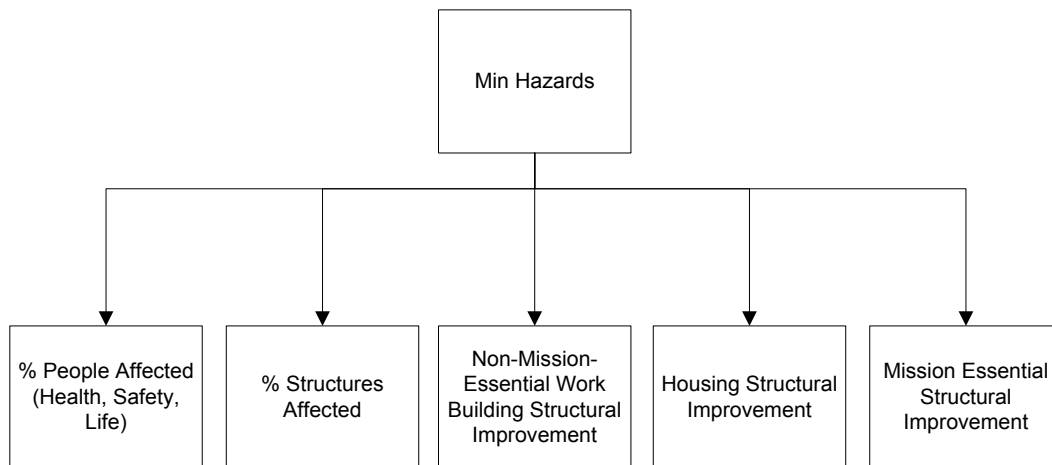 Min Hazards
% People Affected
(Health, Safety,
Life)
% Structures
Affected
Non-Mission-
Essential Work
Building Structural
Improvement
Housing Structural
Improvement
Mission Essential
Structural
Improvement